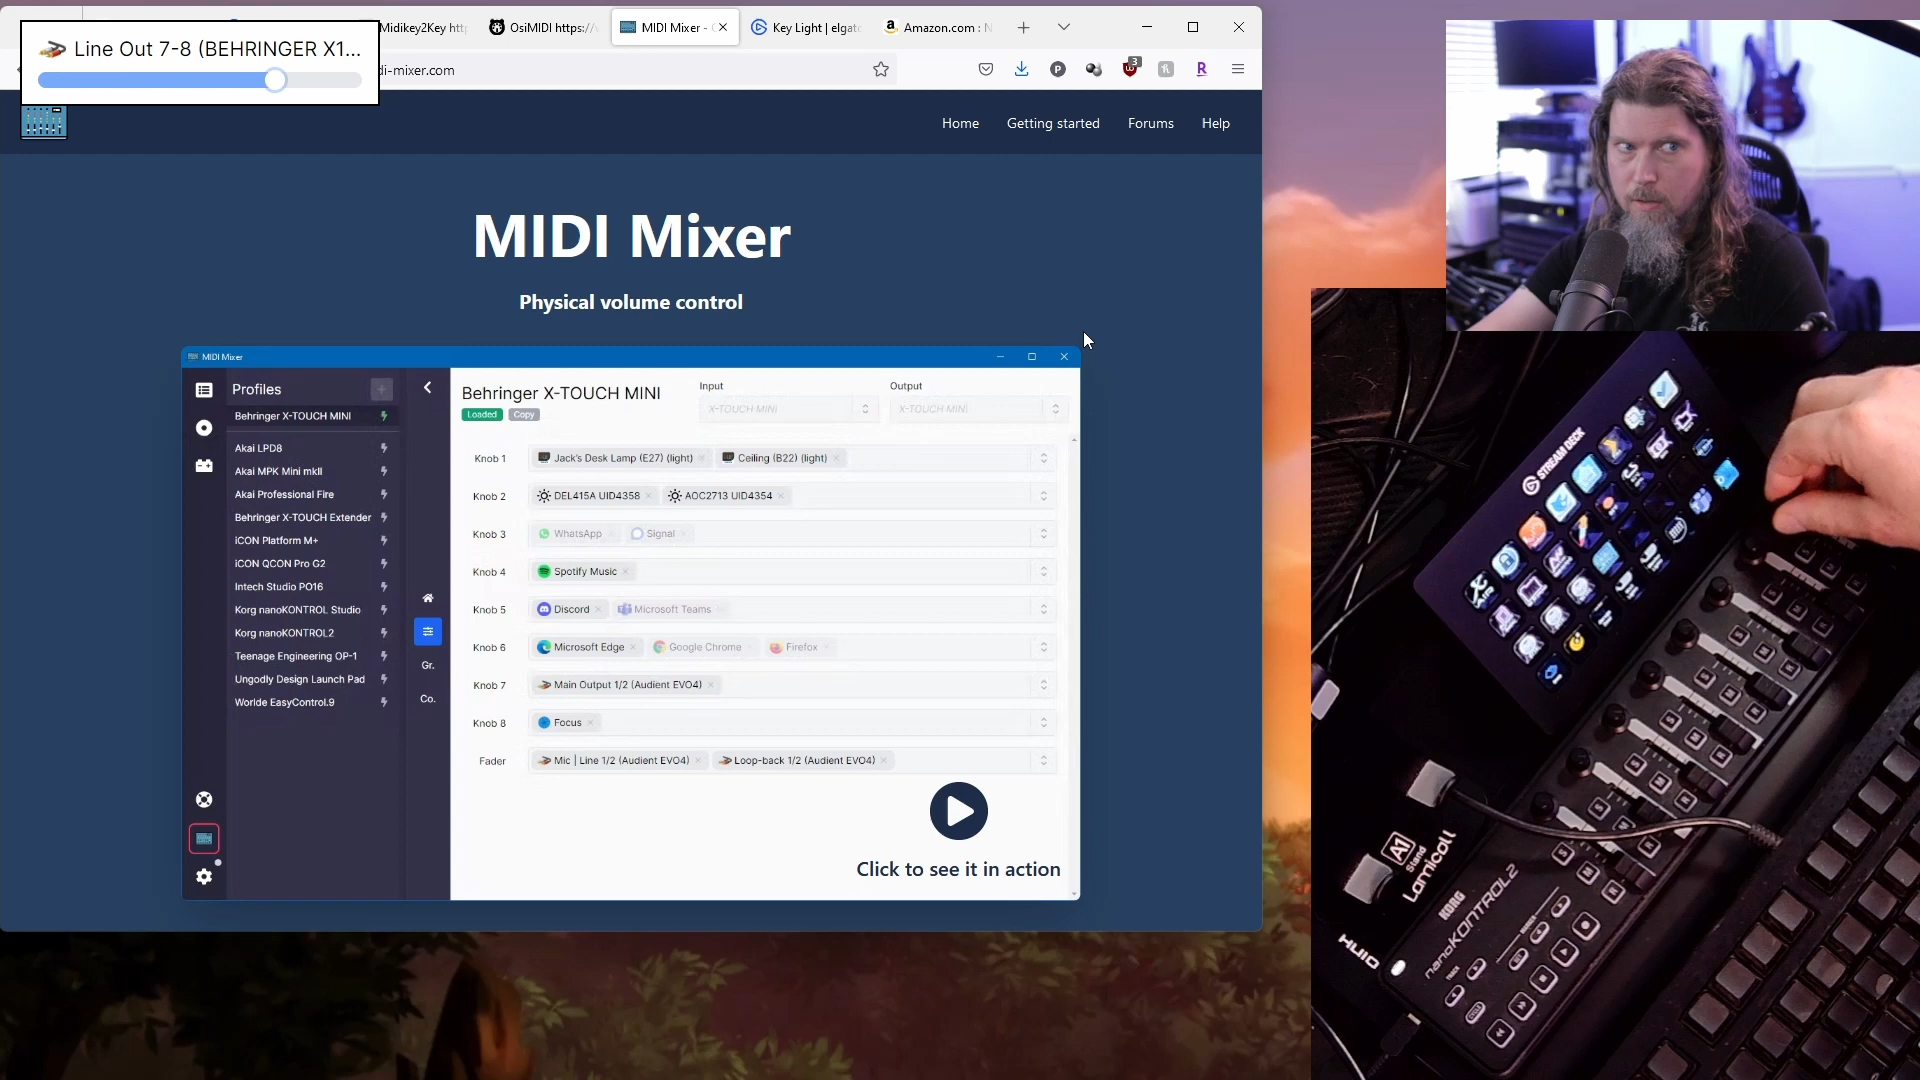 Line Out 7-8 (BEHRINGER X1...
Midikey2Key
OsiMIDI https://
MIDI Mixer -
Key Light | elgat
Amazon.com : N
di-mixer.com
3
Home
Getting started
Forums
Help
MIDI Mixer
Physical volume control
MIDI Mixer
Profiles
Behringer X-TOUCH MINI
Akai LPD8
Akai MPK Mini mkII
Akai Professional Fire
Behringer X-TOUCH Extender
iCON Platform M+
iCON QCON Pro G2
Intech Studio PO16
Korg nanoKONTROL Studio
Korg nanoKONTROL2
Teenage Engineering OP-1
Ungodly Design Launch Pad
Worlde EasyControl.9
Gr.
Co.
Behringer X-TOUCH MINI
Loaded
Copy
Input
X-TOUCH MINI
Output
X-TOUCH MINI
Knob 1
Jack's Desk Lamp (E27) (light)
Ceiling (B22) (light)
Knob 2
DEL415A UID4358
AOC2713 UID4354
Knob 3
WhatsApp
Signal
Knob 4
Spotify Music
Knob 5
Discord
Microsoft Teams
Knob 6
Microsoft Edge
Google Chrome
Firefox
Knob 7
Main Output 1/2 (Audient EVO4)
Knob 8
Focus
Fader
Mic | Line 1/2 (Audient EVO4)
Loop-back 1/2 (Audient EVO4)
Click to see it in action
STREAM DECK
A1
Stand
Lamicall
HUIO
KORG
nanoKONTROL2
TRACK
CYCLE